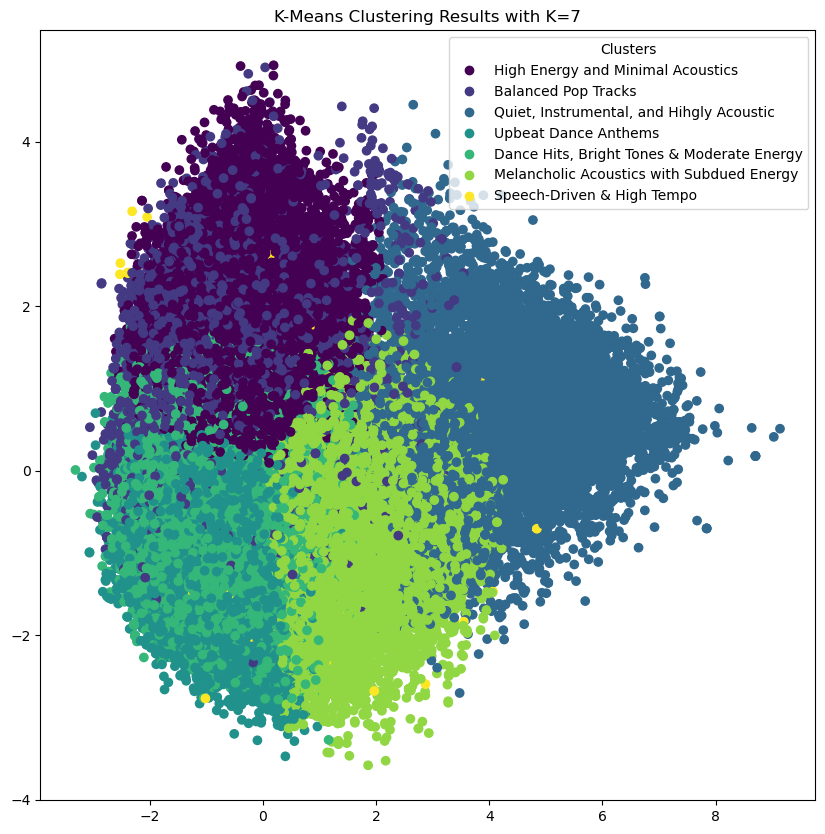 K-Means Clustering Results with K=7
Clusters
High Energy and Minimal Acoustics
Balanced Pop Tracks
Quiet, Instrumental, and Hihgly Acoustic
Upbeat Dance Anthems
Dance Hits, Bright Tones & Moderate Energy
Melancholic Acoustics with Subdued Energy
Speech-Driven & High Tempo
4
2
0
−2
−4
−2 0 2 4 6 8